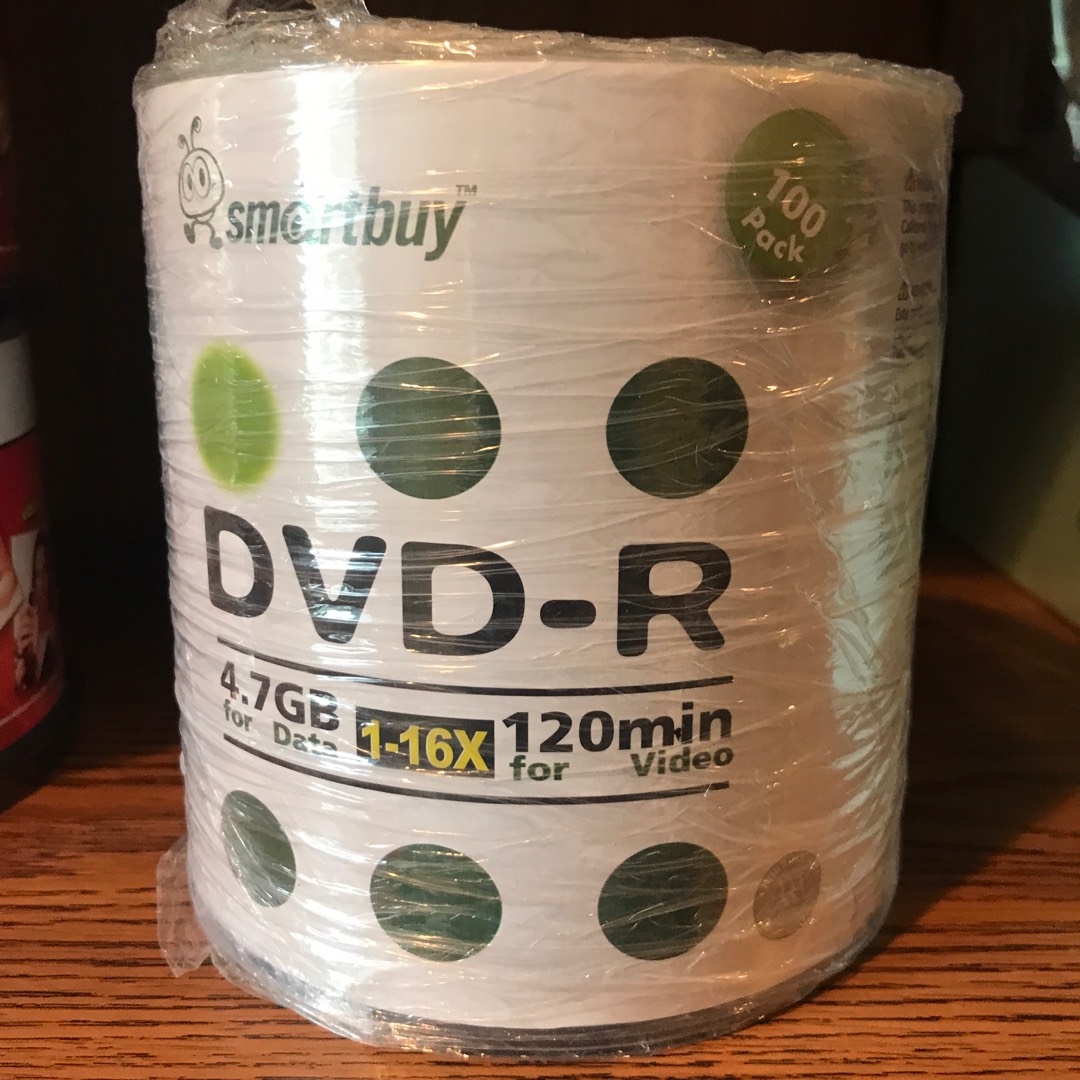 smartbuy™
100
Pack
DVD-R
4.7GB
for Data
1-16X
120min
for Video